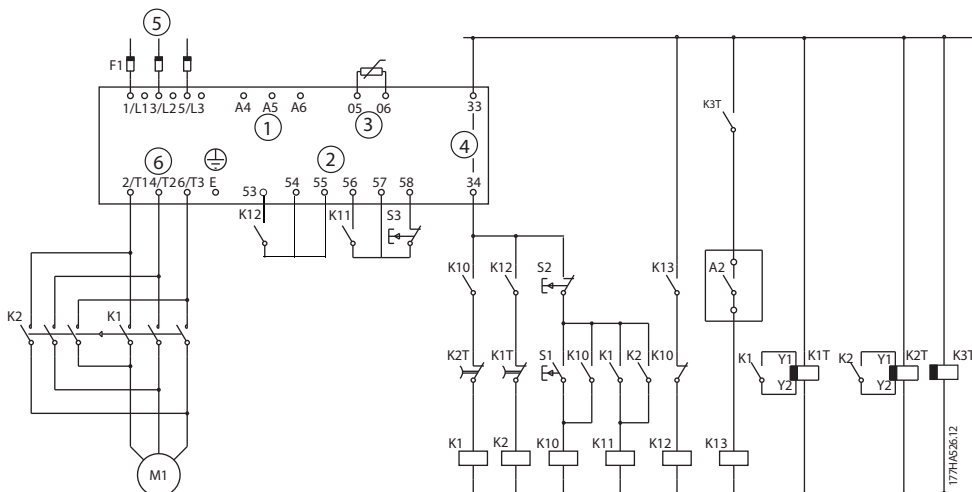 5
F1
1/L1 3/L2 5/L3 A4 A5 A6 05 06 33
1 3
4
K3T
6 2
2/T1 4/T2 6/T3 E 53 54 55 56 57 58 34
K12 K11 S3
K10 K12 S2 K13 A2
K2 K1
K2T K1T S1 K10 K1 K2 K10 K1 Y1 K1T K2 Y1 K2T K3T
Y2 Y2
K1 K2 K10 K11 K12 K13
M1
177HA526.12